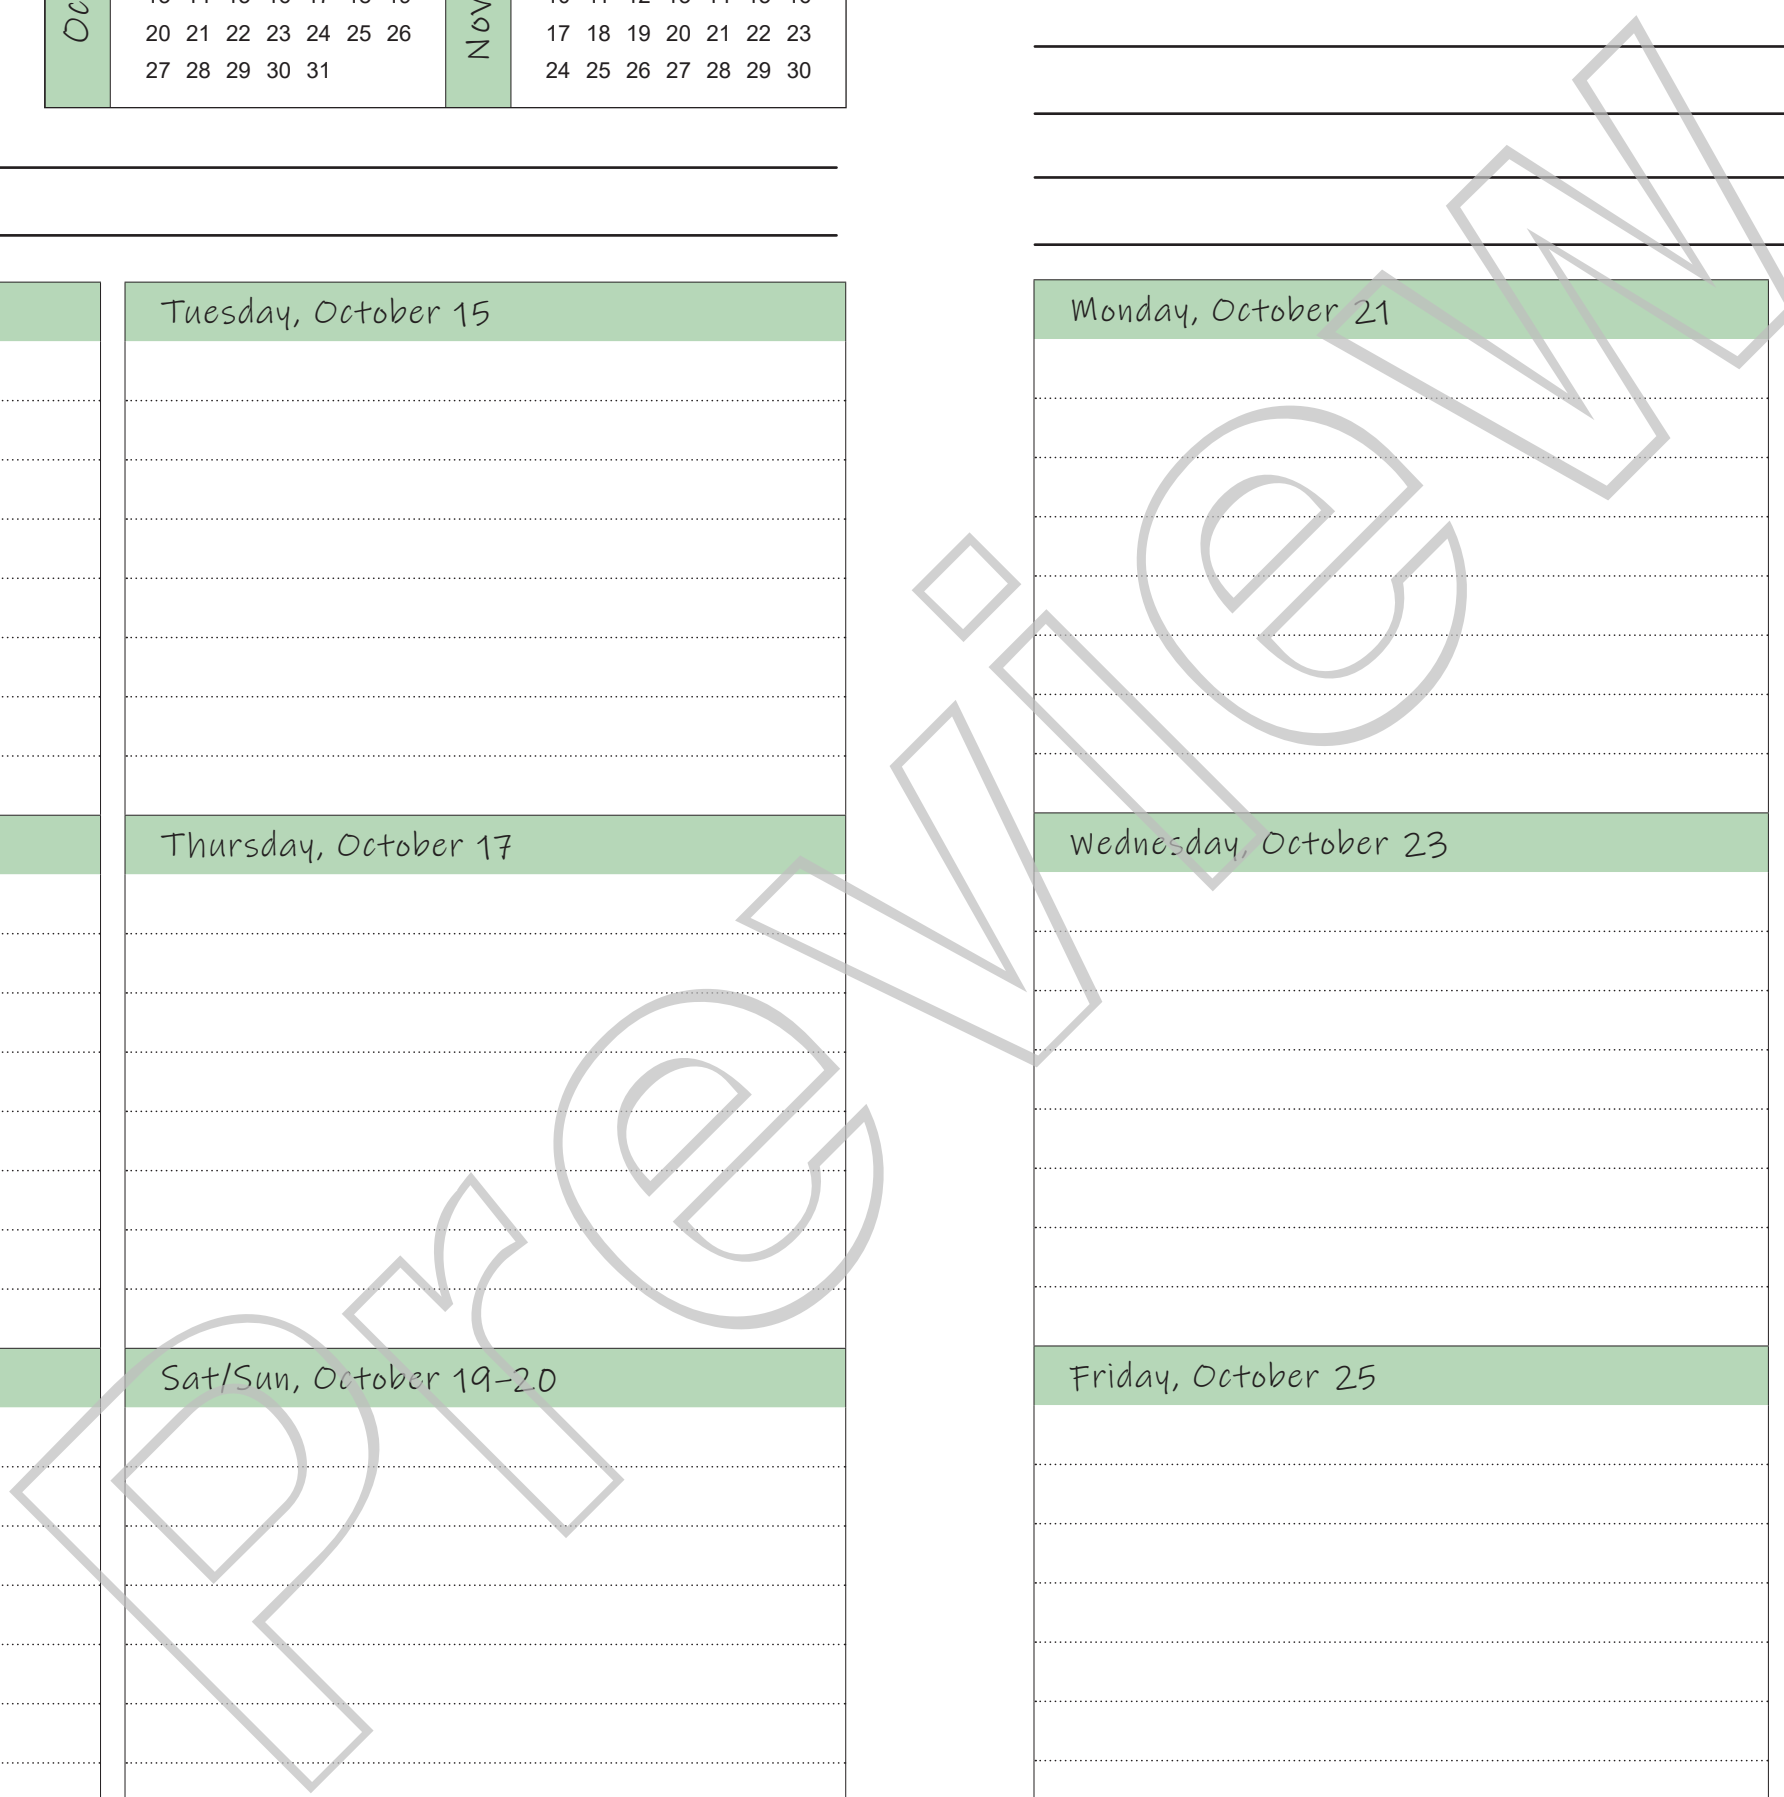 Oc
20 21 22 23 24 25 26
27 28 29 30 31
Nov
17 18 19 20 21 22 23
24 25 26 27 28 29 30
Tuesday, October 15
Thursday, October 17
Sat/Sun, October 19–20
Monday, October 21
Wednesday, October 23
Friday, October 25
Preview